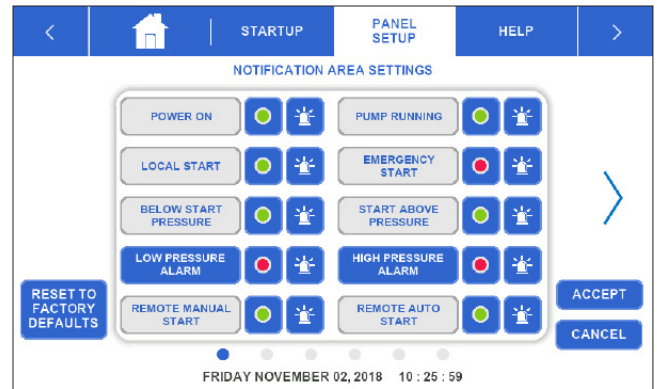 STARTUP
PANEL
SETUP
HELP
NOTIFICATION AREA SETTINGS
POWER ON
PUMP RUNNING
LOCAL START
EMERGENCY
START
BELOW START
PRESSURE
START ABOVE
PRESSURE
LOW PRESSURE
ALARM
HIGH PRESSURE
ALARM
REMOTE MANUAL
START
REMOTE AUTO
START
RESET TO
FACTORY
DEFAULTS
ACCEPT
CANCEL
FRIDAY NOVEMBER 02, 2018 10 : 25 : 59